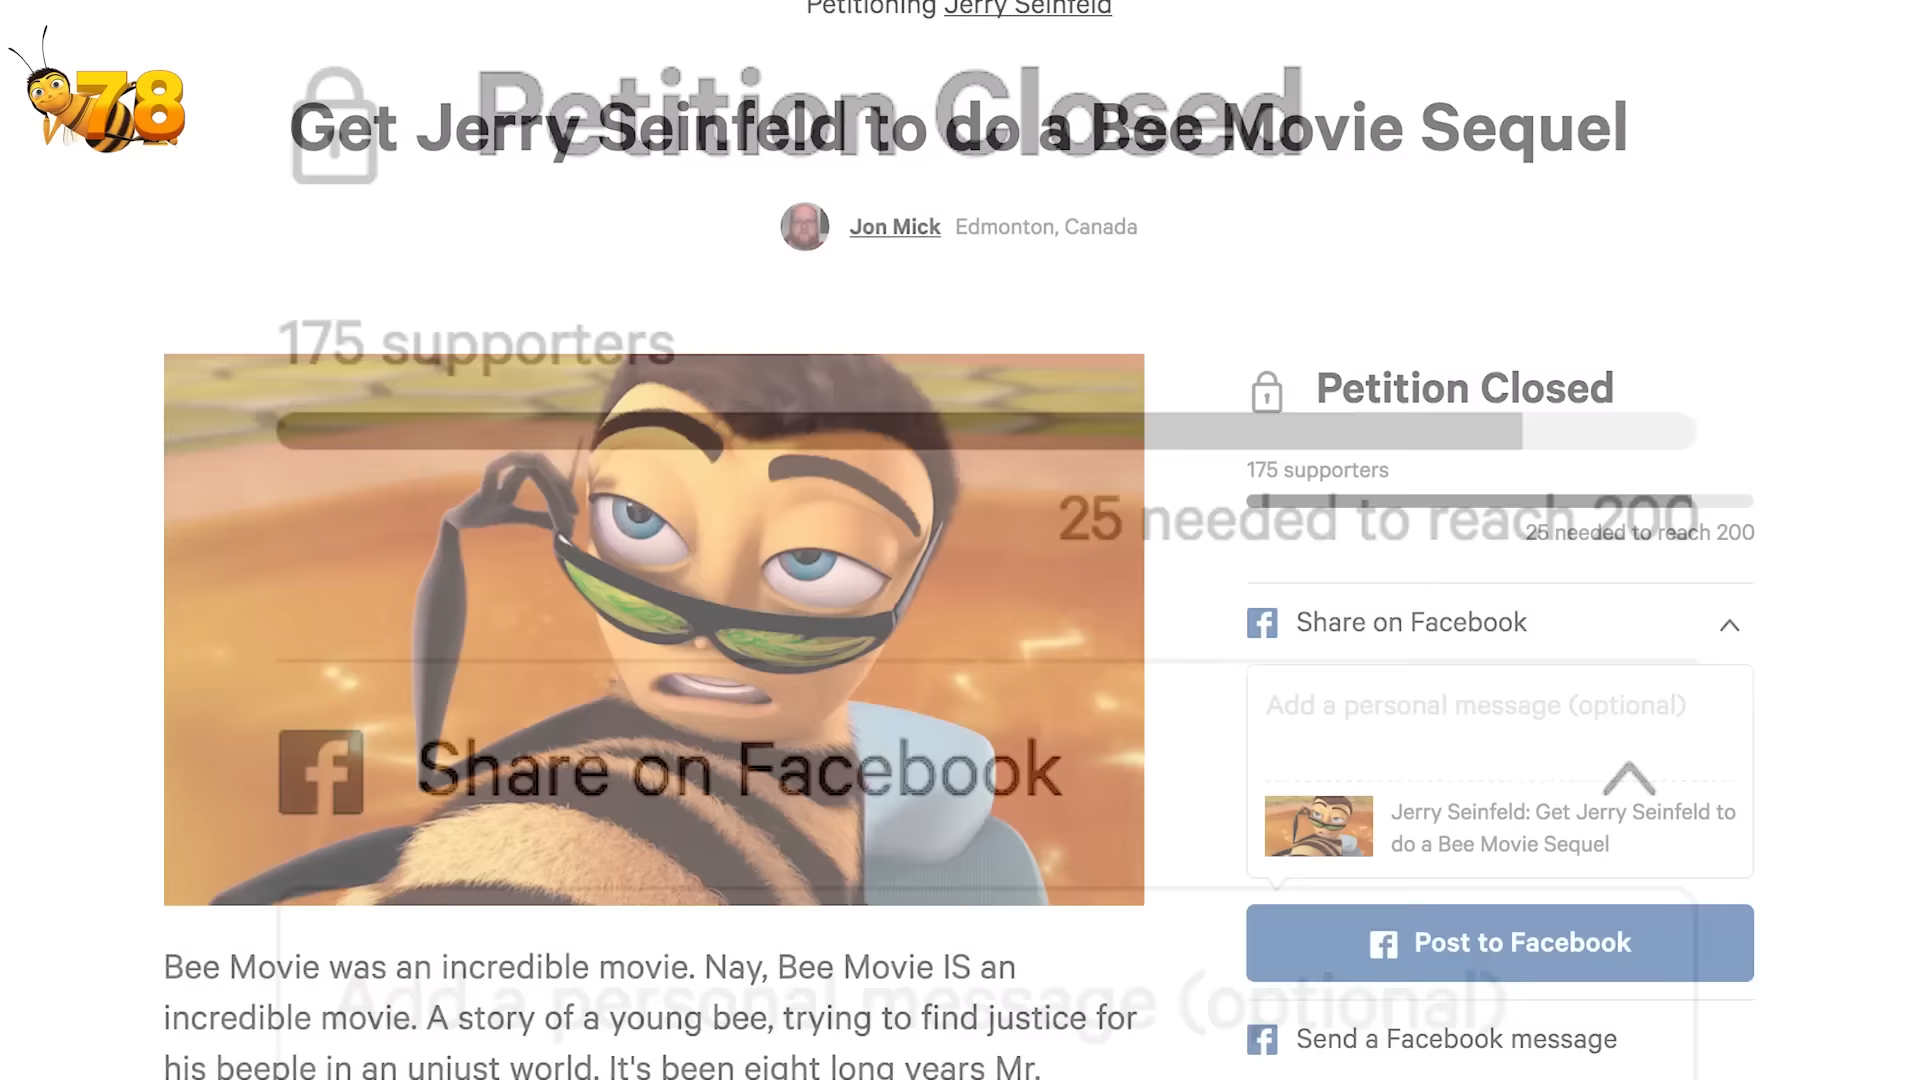 Petitioning Jerry Seinfeld
78
Petition Closed
Get Jerry Seinfeld to do a Bee Movie Sequel
Jon Mick Edmonton, Canada
175 supporters
25 needed to reach 200
Share on Facebook
Add a personal message (optional)
Petition Closed
175 supporters
25 needed to reach 200
Share on Facebook
Add a personal message (optional)
Jerry Seinfeld: Get Jerry Seinfeld to
do a Bee Movie Sequel
Post to Facebook
Send a Facebook message
Bee Movie was an incredible movie. Nay, Bee Movie IS an
incredible movie. A story of a young bee, trying to find justice for
his beeple in an unjust world. It's been eight long years Mr.